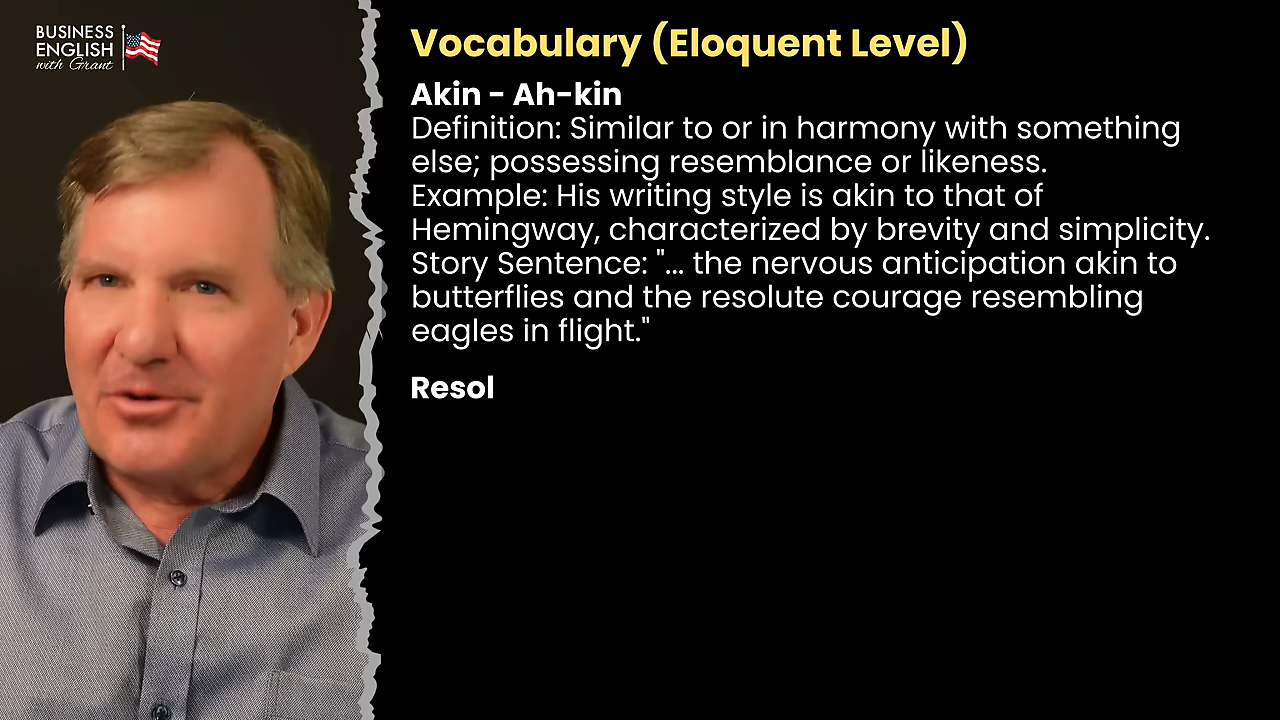 BUSINESS
ENGLISH
with Grant
Vocabulary (Eloquent Level)
Akin - Ah-kin
Definition: Similar to or in harmony with something
else; possessing resemblance or likeness.
Example: His writing style is akin to that of
Hemingway, characterized by brevity and simplicity.
Story Sentence: "... the nervous anticipation akin to
butterflies and the resolute courage resembling
eagles in flight."
Resol